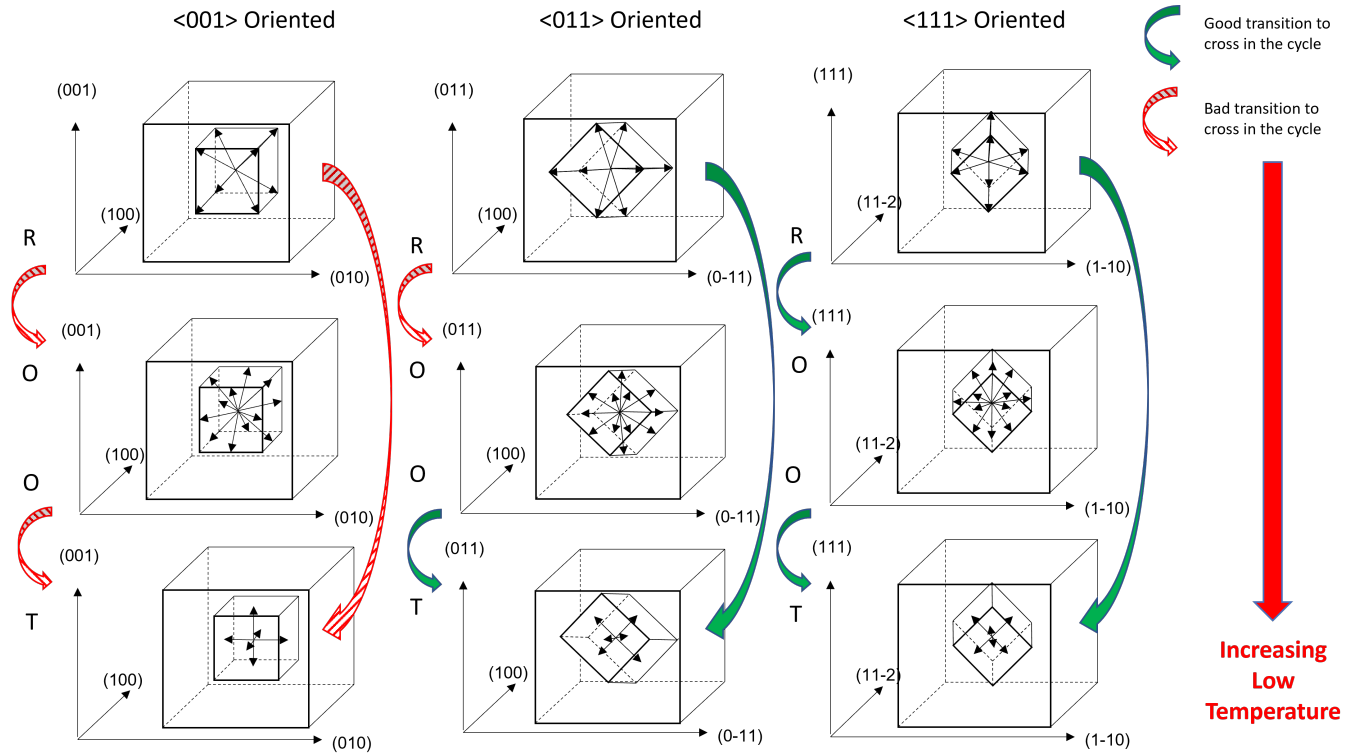 <001> Oriented
<011> Oriented
<111> Oriented
Good transition to
cross in the cycle
Bad transition to
cross in the cycle
(001)
(100)
(010)
(011)
(100)
(0-11)
(111)
(11-2)
(1-10)
R
R
R
(001)
(100)
(010)
(011)
(100)
(0-11)
(111)
(11-2)
(1-10)
O
O
O
O
O
O
(001)
(100)
(010)
(011)
(100)
(0-11)
(111)
(11-2)
(1-10)
T
T
T
Increasing
Low
Temperature